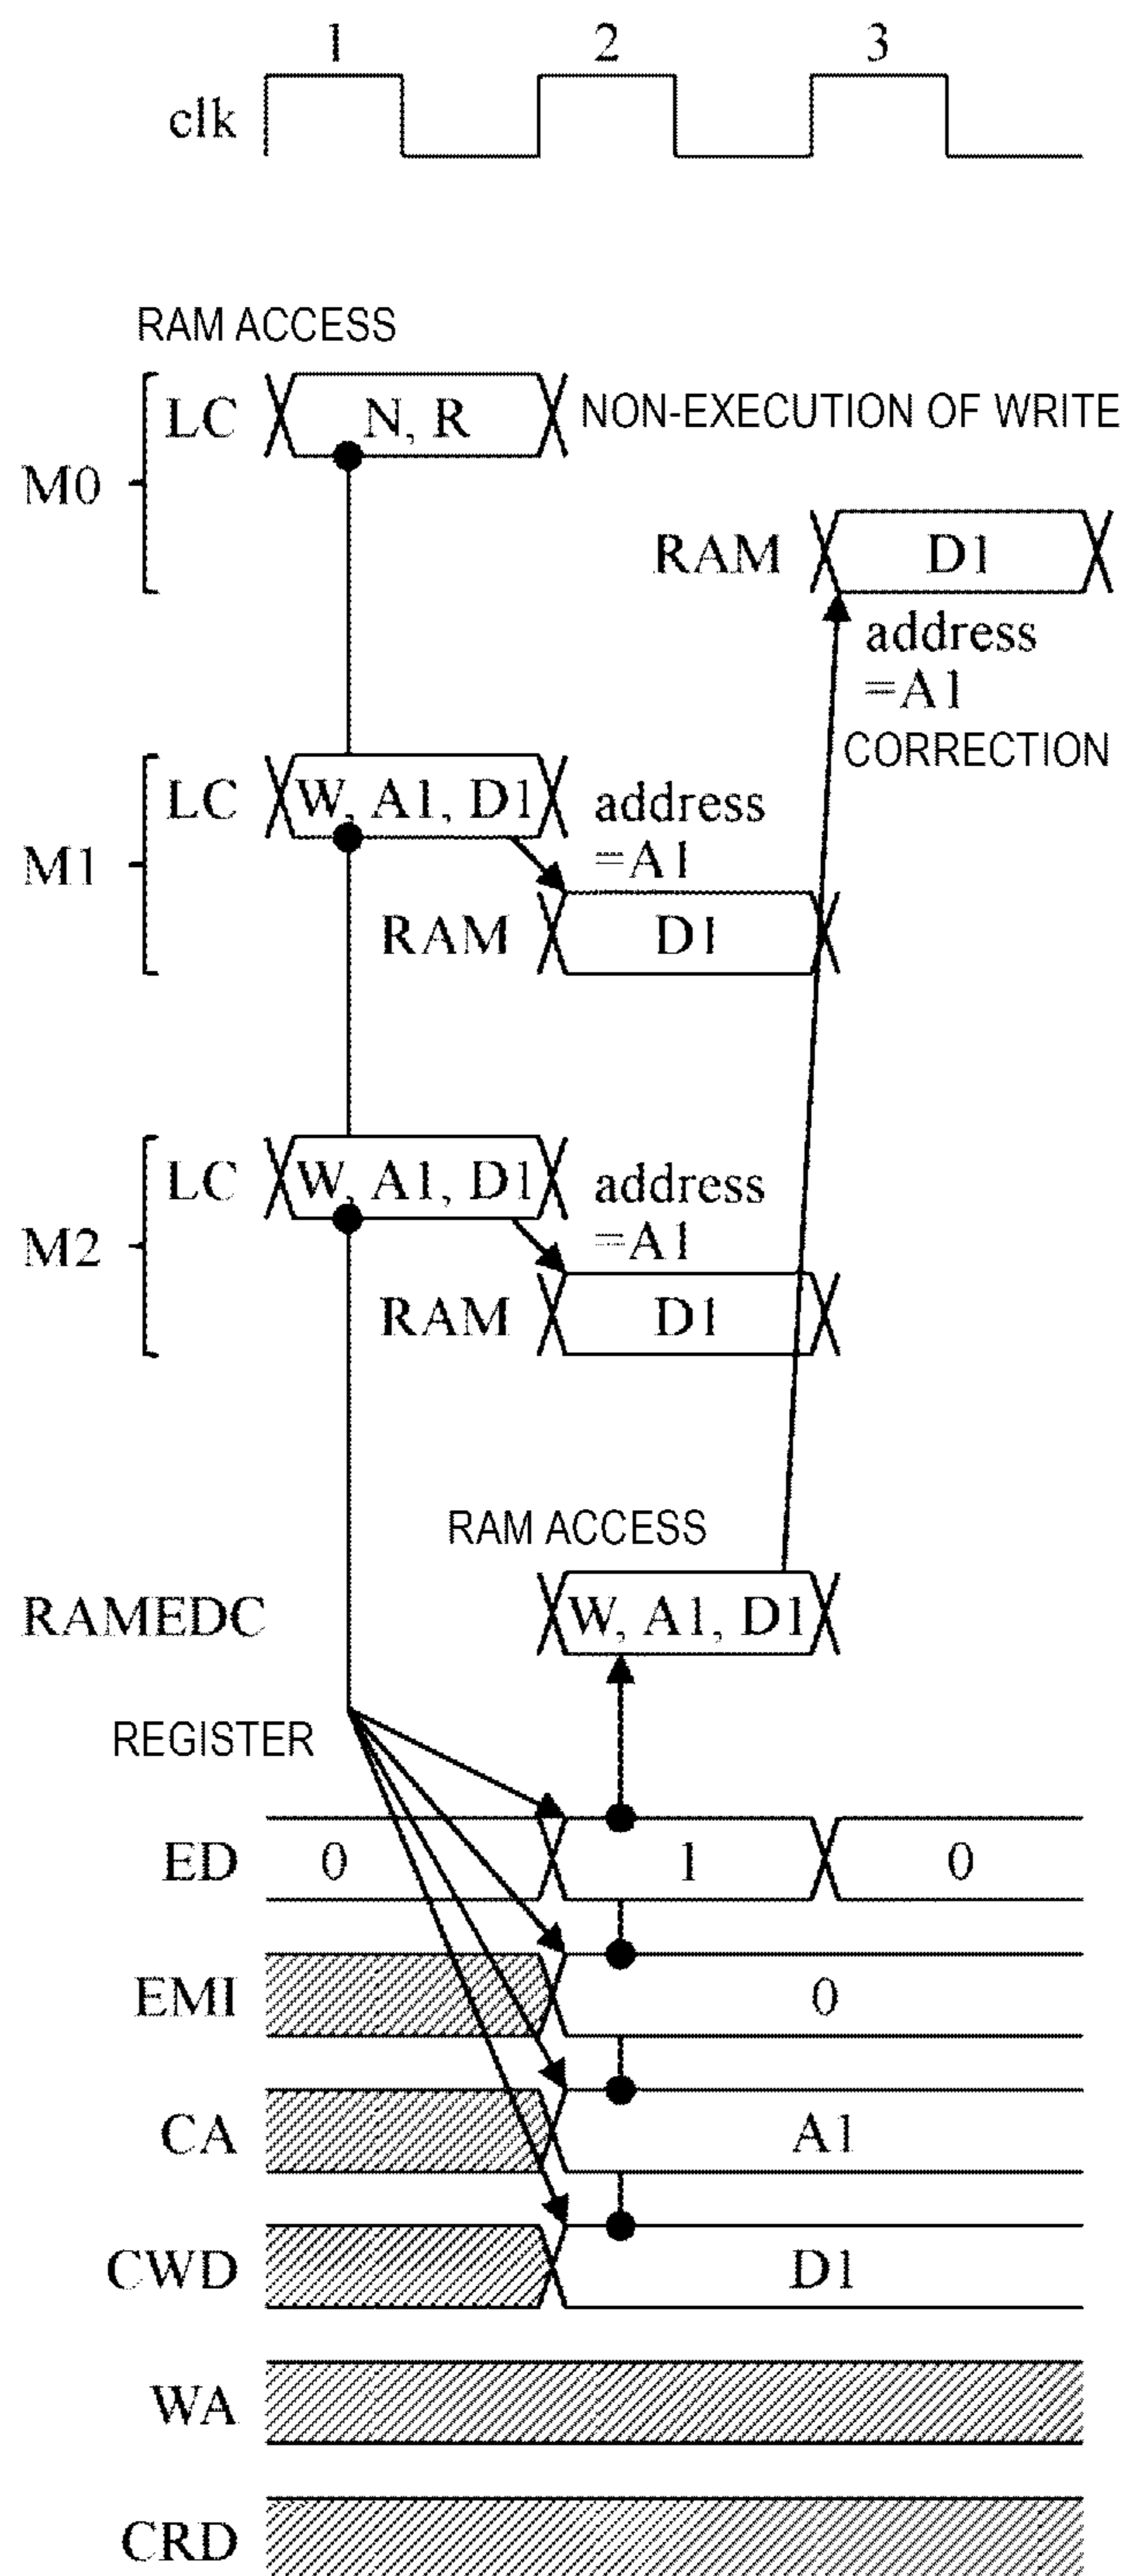 1 2 3
clk
RAM ACCESS
LC N, R NON-EXECUTION OF WRITE
M0
RAM D1
address
=A1
CORRECTION
LC W, A1, D1 address
=A1
M1
RAM D1
LC W, A1, D1 address
=A1
M2
RAM D1
RAM ACCESS
RAMEDC W, A1, D1
REGISTER
ED 0 1 0
EMI 0
CA A1
CWD D1
WA
CRD